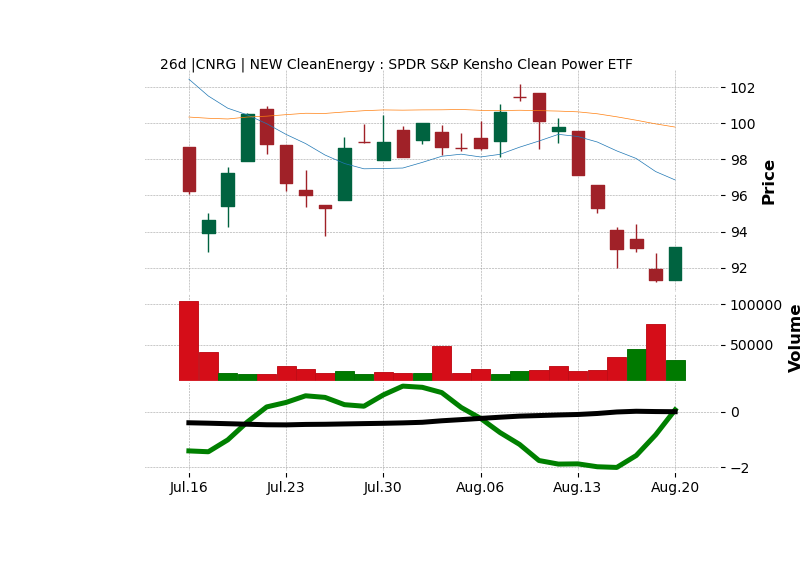 26d |CNRG | NEW CleanEnergy : SPDR S&P Kensho Clean Power ETF
102
100
98
96
94
92
Price
100000
50000
Volume
0
−2
Jul.16 Jul.23 Jul.30 Aug.06 Aug.13 Aug.20